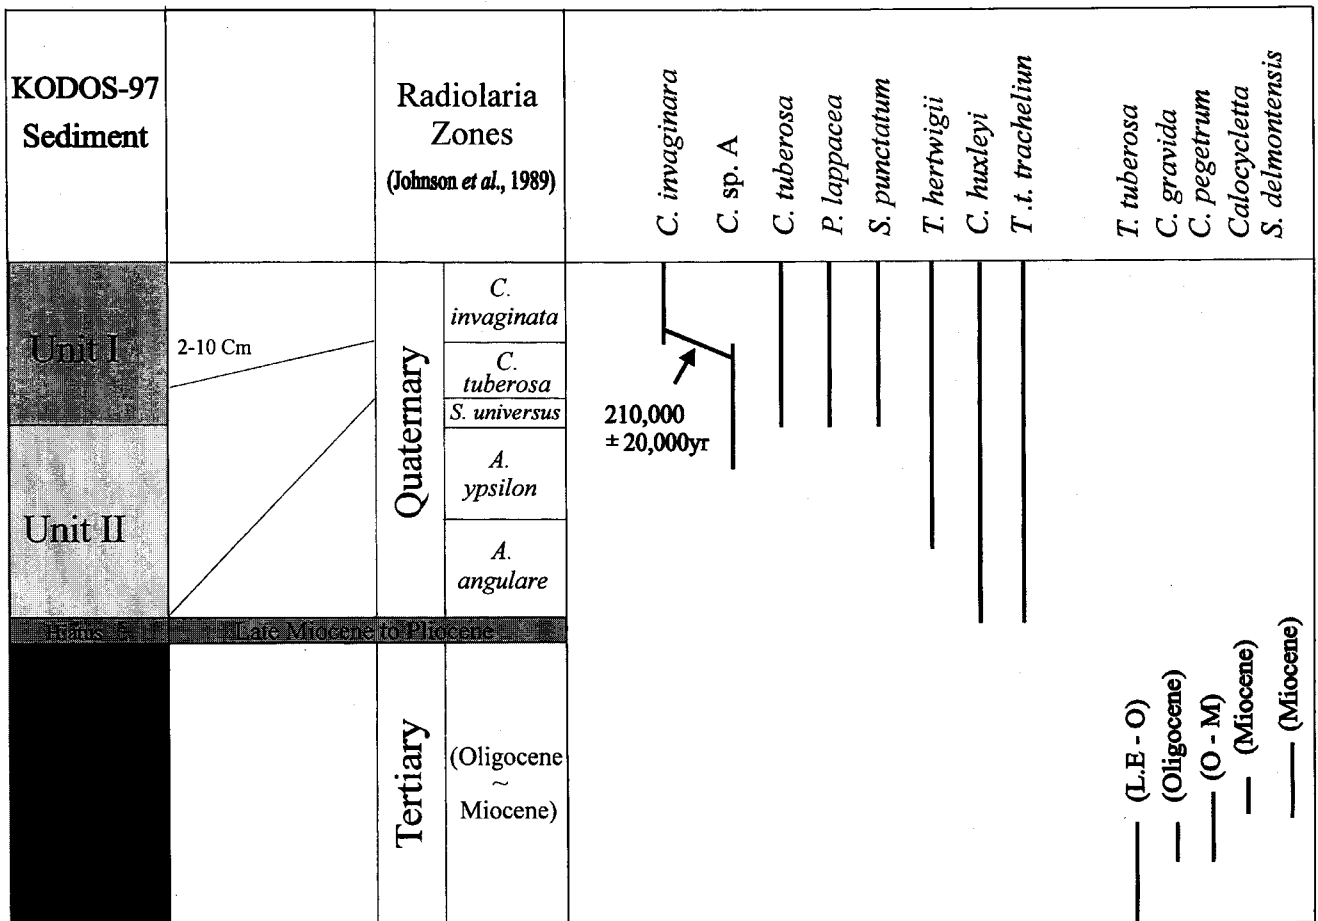 KODOS-97
Sediment
Radiolaria
Zones
(Johnson et al., 1989)
C. invaginara
C. sp. A
C. tuberosa
P. lappacea
S. punctatum
T. hertwigii
C. huxleyi
T .t. tracheliun
T. tuberosa
C. gravida
C. pegetrum
Calocycletta
S. delmontensis
Unit I
2-10 Cm
Quaternary
C.
invaginata
C.
tuberosa
S. universus
A.
ypsilon
A.
angulare
210,000
± 20,000yr
Unit II
Hiatus
Late Miocene to Pliocene
Tertiary
(Oligocene
~
Miocene)
(L.E - O)
(Oligocene)
(O - M)
(Miocene)
(Miocene)